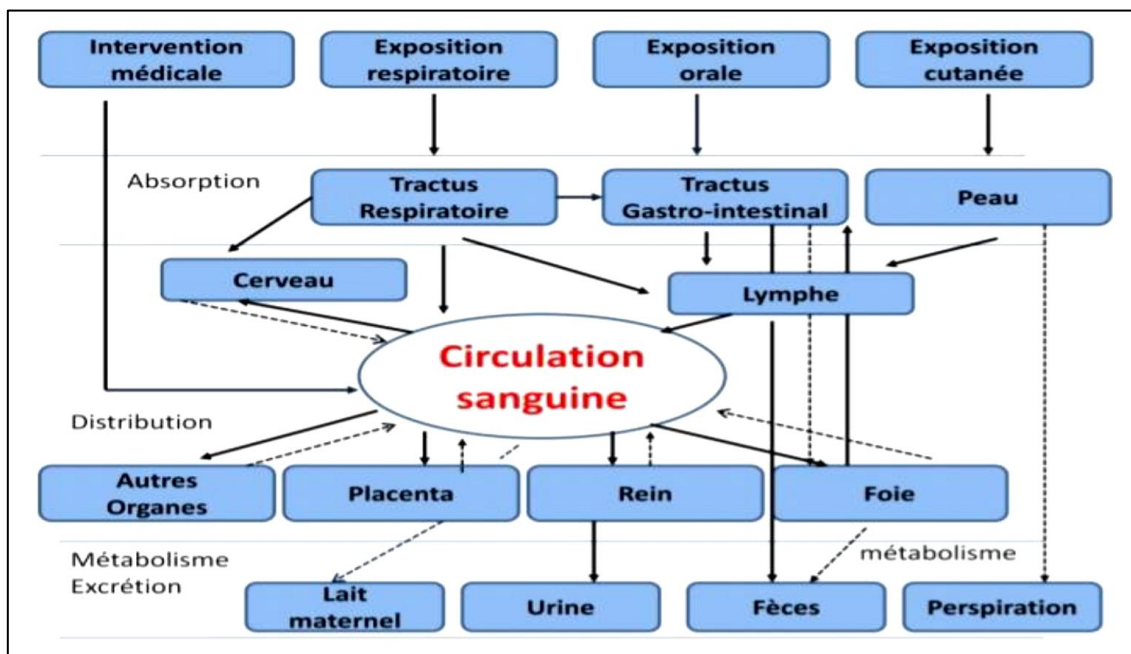 Intervention
médicale
Exposition
respiratoire
Exposition
orale
Exposition
cutanée
Absorption
Tractus
Respiratoire
Tractus
Gastro-intestinal
Peau
Cerveau
Lymphe
Circulation
sanguine
Distribution
Autres
Organes
Placenta
Rein
Foie
Métabolisme
Excrétion
métabolisme
Lait
maternel
Urine
Fèces
Perspiration